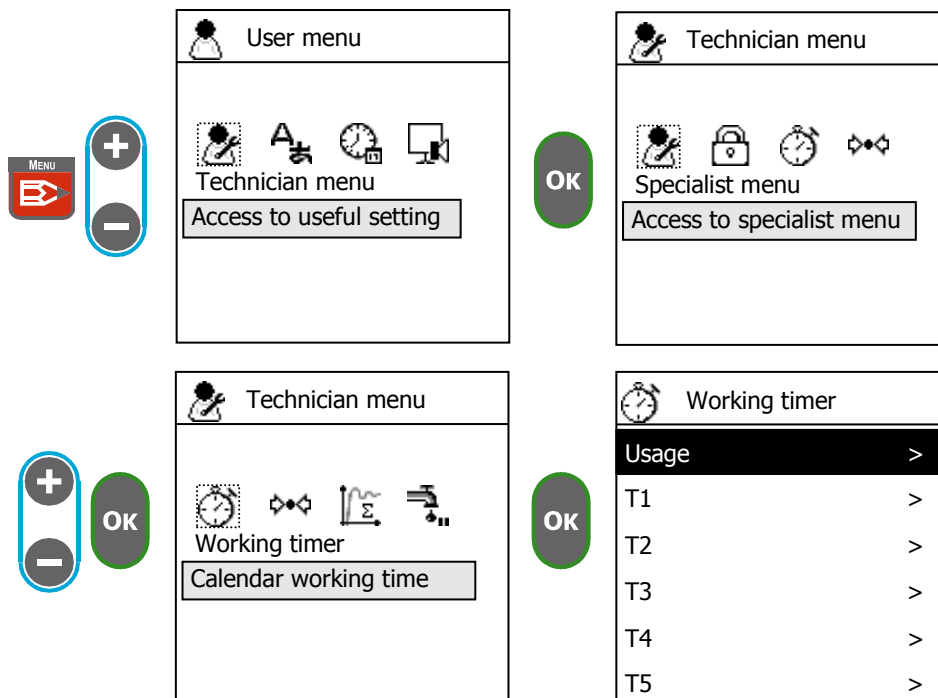 User menu
Technician menu
Access to useful setting
MENU
+
−
OK
Technician menu
Specialist menu
Access to specialist menu
Technician menu
Working timer
Calendar working time
+
−
OK
OK
Working timer
Usage >
T1 >
T2 >
T3 >
T4 >
T5 >